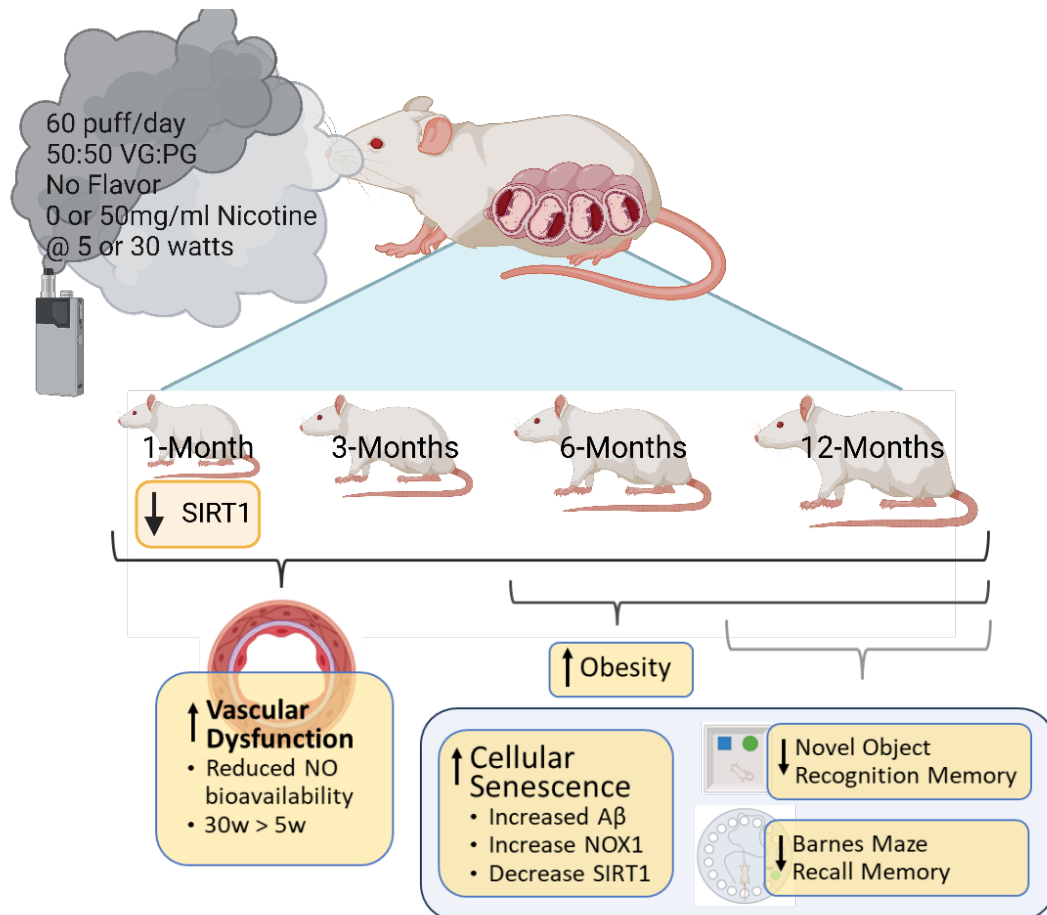 60 puff/day
50:50 VG:PG
No Flavor
0 or 50mg/ml Nicotine
@ 5 or 30 watts
1-Month
3-Months
6-Months
12-Months
↓ SIRT1
↑ Obesity
↑ Vascular
Dysfunction
• Reduced NO
bioavailability
• 30w > 5w
↑ Cellular
Senescence
• Increased Aβ
• Increase NOX1
• Decrease SIRT1
↓ Novel Object
Recognition Memory
↓ Barnes Maze
Recall Memory